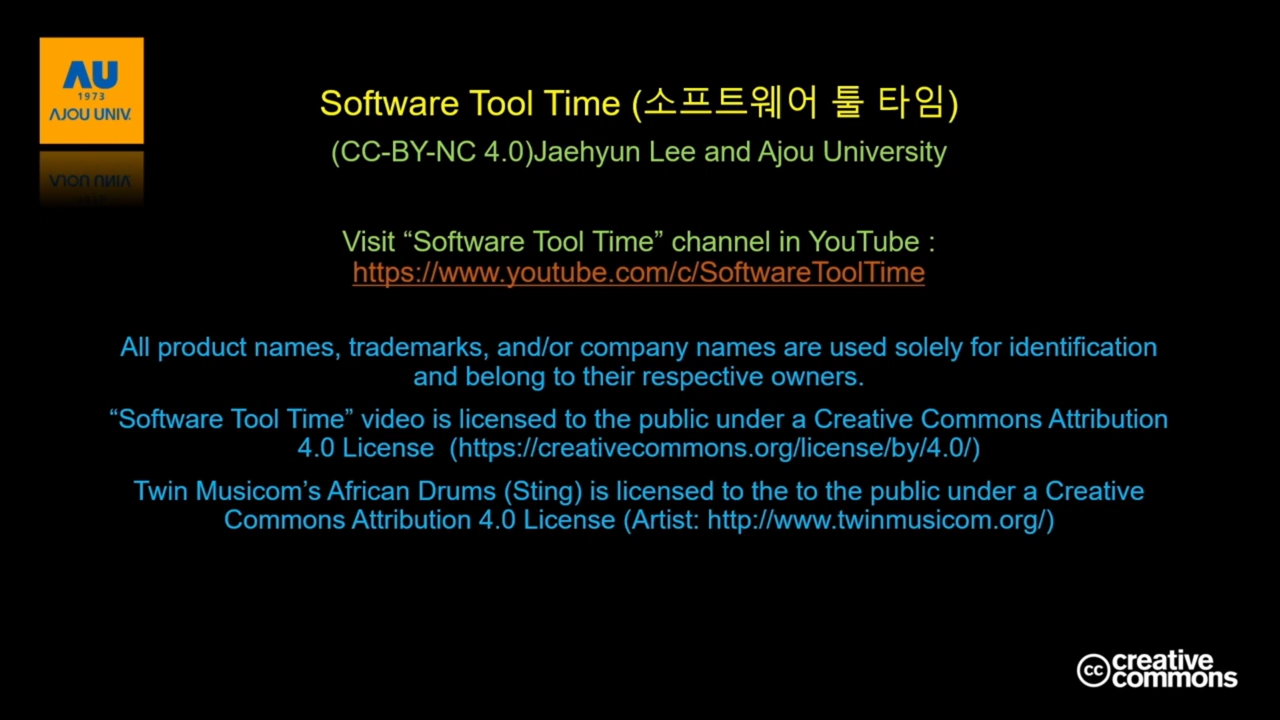 AU
1973
AJOU UNIV.
Software Tool Time (소프트웨어 툴 타임)
(CC-BY-NC 4.0)Jaehyun Lee and Ajou University
Visit “Software Tool Time” channel in YouTube :
https://www.youtube.com/c/SoftwareToolTime
All product names, trademarks, and/or company names are used solely for identification
and belong to their respective owners.
“Software Tool Time” video is licensed to the public under a Creative Commons Attribution
4.0 License (https://creativecommons.org/license/by/4.0/)
Twin Musicom’s African Drums (Sting) is licensed to the to the public under a Creative
Commons Attribution 4.0 License (Artist: http://www.twinmusicom.org/)
cc creative
commons